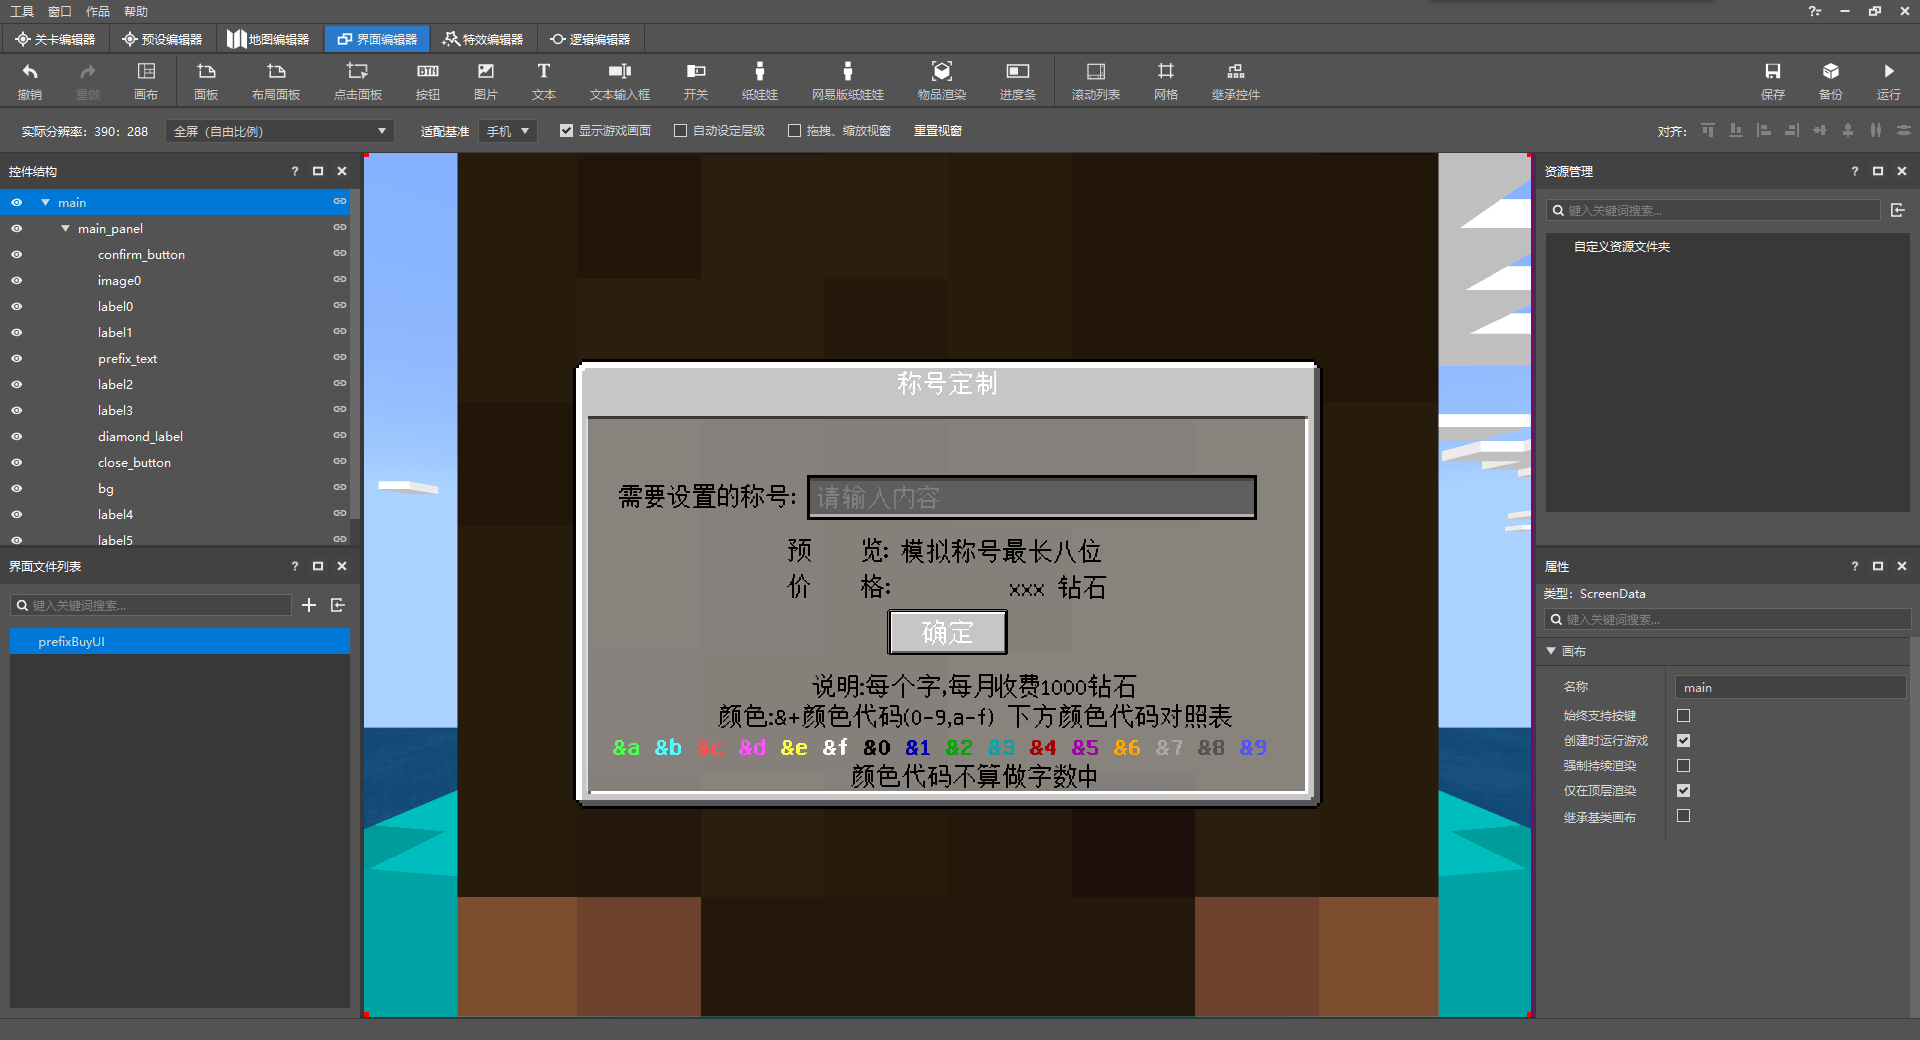 工具 窗口 作品 帮助
关卡编辑器 预设编辑器 地图编辑器 界面编辑器 特效编辑器 逻辑编辑器
撤销 重做 画布 面板 布局面板 点击面板 按钮 图片 文本 文本输入框 开关 纸娃娃 网易版纸娃娃 物品渲染 进度条 滚动列表 网格 继承控件 保存 备份 运行
实际分辨率：390：288 全屏（自由比例） 适配基准 手机 显示游戏画面 自动设定层级 拖拽、缩放视窗 重置视窗 对齐：
控件结构
main
main_panel
confirm_button
image0
label0
label1
prefix_text
label2
label3
diamond_label
close_button
bg
label4
label5
界面文件列表
键入关键词搜索...
prefixBuyUI
称号定制
需要设置的称号: 请输入内容
预 览: 模拟称号最长八位
价 格: xxx 钻石
确定
说明:每个字,每月收费1000钻石
颜色:&+颜色代码(0-9,a-f) 下方颜色代码对照表
&a &b &c &d &e &f &0 &1 &2 &3 &4 &5 &6 &7 &8 &9
颜色代码不算做字数中
资源管理
键入关键词搜索...
自定义资源文件夹
属性
类型：ScreenData
键入关键词搜索...
画布
名称 main
始终支持按键
创建时运行游戏
强制持续渲染
仅在顶层渲染
继承基类画布